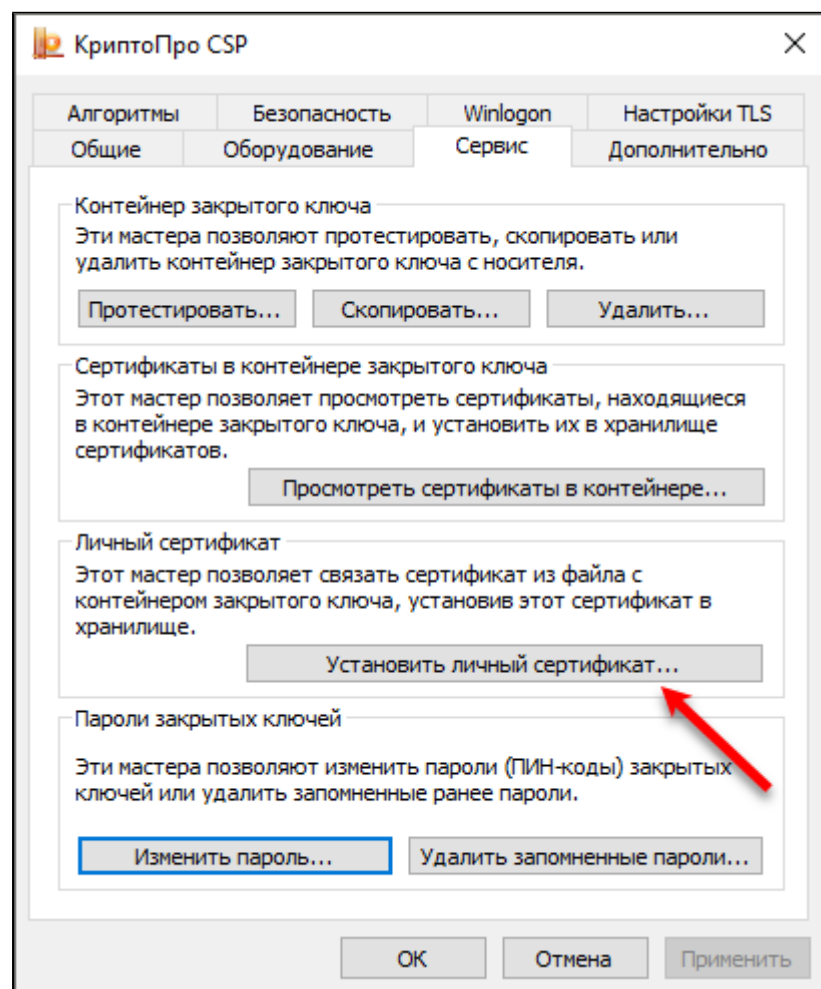 КриптоПро CSP
Алгоритмы Безопасность Winlogon Настройки TLS
Общие Оборудование Сервис Дополнительно
Контейнер закрытого ключа
Эти мастера позволяют протестировать, скопировать или
удалить контейнер закрытого ключа с носителя.
Протестировать... Скопировать... Удалить...
Сертификаты в контейнере закрытого ключа
Этот мастер позволяет просмотреть сертификаты, находящиеся
в контейнере закрытого ключа, и установить их в хранилище
сертификатов.
Просмотреть сертификаты в контейнере...
Личный сертификат
Этот мастер позволяет связать сертификат из файла с
контейнером закрытого ключа, установив этот сертификат в
хранилище.
Установить личный сертификат...
Пароли закрытых ключей
Эти мастера позволяют изменить пароли (ПИН-коды) закрытых
ключей или удалить запомненные ранее пароли.
Изменить пароль... Удалить запомненные пароли...
ОК Отмена Применить